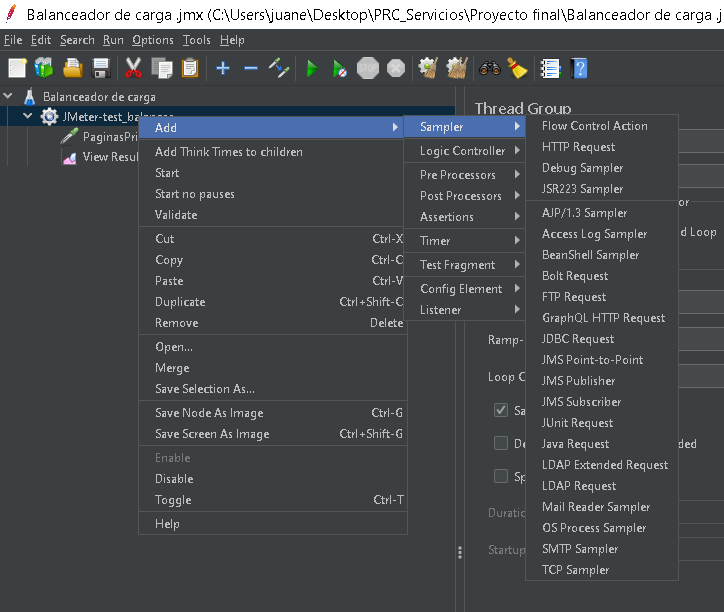 Balanceador de carga .jmx (C:\Users\juane\Desktop\PRC_Servicios\Proyecto final\Balanceador de carga .j
File Edit Search Run Options Tools Help
Balanceador de carga
JMeter-test_balance
PaginasPri
View Resul
Thread Group
Add
Add Think Times to children
Start
Start no pauses
Validate
Cut Ctrl-X
Copy Ctrl-C
Paste Ctrl-V
Duplicate Ctrl+Shift-C
Remove Delete
Open...
Merge
Save Selection As...
Save Node As Image Ctrl-G
Save Screen As Image Ctrl+Shift-G
Enable
Disable
Toggle Ctrl-T
Help
Sampler
Logic Controller
Pre Processors
Post Processors
Assertions
Timer
Test Fragment
Config Element
Listener
Flow Control Action
HTTP Request
Debug Sampler
JSR223 Sampler
AJP/1.3 Sampler
Access Log Sampler
BeanShell Sampler
Bolt Request
FTP Request
GraphQL HTTP Request
JDBC Request
JMS Point-to-Point
JMS Publisher
JMS Subscriber
JUnit Request
Java Request
LDAP Extended Request
LDAP Request
Mail Reader Sampler
OS Process Sampler
SMTP Sampler
TCP Sampler
or
d Loop
Ramp-
Loop C
Sa
De
ded
Sp
Duratio
Startup